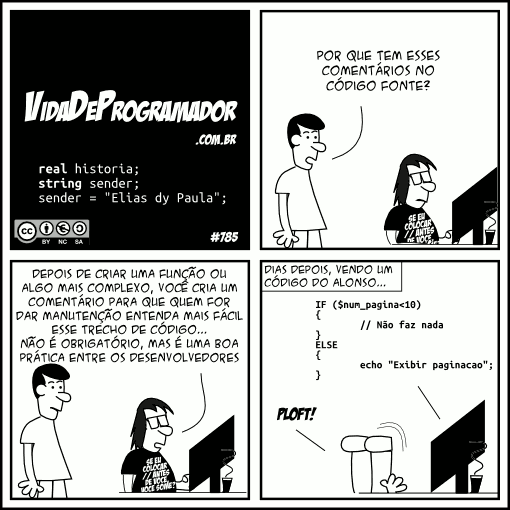 VIDADEPROGRAMADOR
.COM.BR
real historia;
string sender;
sender = "Elias dy Paula";
cc
BY NC SA
#785
POR QUE TEM ESSES
COMENTÁRIOS NO
CÓDIGO FONTE?
SE EU
COLOCAR
// ANTES
DE VOCÊ,
DEPOIS DE CRIAR UMA FUNÇÃO OU
ALGO MAIS COMPLEXO, VOCÊ CRIA UM
COMENTÁRIO PARA QUE QUEM FOR
DAR MANUTENÇÃO ENTENDA MAIS FÁCIL
ESSE TRECHO DE CÓDIGO...
NÃO É OBRIGATÓRIO, MAS É UMA BOA
PRÁTICA ENTRE OS DESENVOLVEDORES
SE EU
COLOCAR
// ANTES
DE VOCÊ,
VOCÊ SOME?
DIAS DEPOIS, VENDO UM
CÓDIGO DO ALONSO...
IF ($num_pagina<10)
{
// Não faz nada
}
ELSE
{
echo "Exibir paginacao";
}
PLOFT!